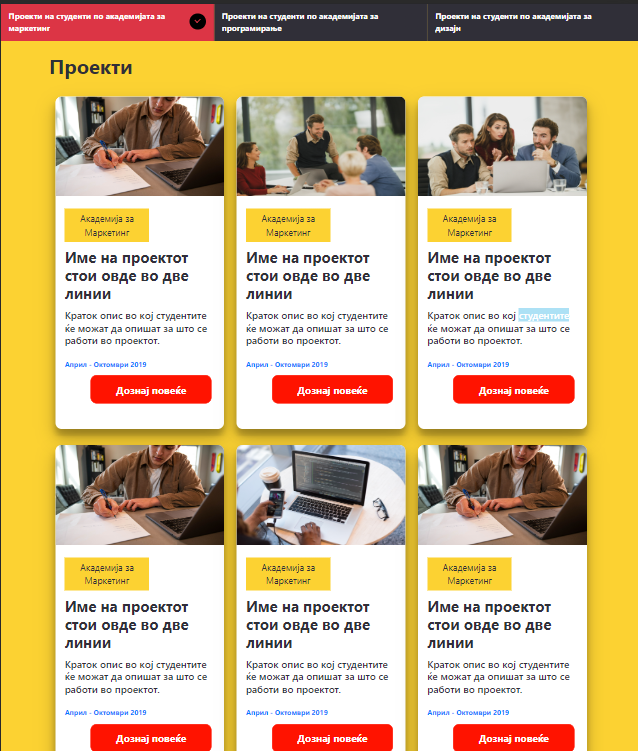 Проекти на студенти по академијата за
маркетинг
Проекти на студенти по академијата за
програмирање
Проекти на студенти по академијата за
дизајн
Проекти
Академија за
Маркетинг
Име на проектот
стои овде во две
линии
Краток опис во кој студентите
ќе можат да опишат за што се
работи во проектот.
Април - Октомври 2019
Дознај повеќе
Академија за
Маркетинг
Име на проектот
стои овде во две
линии
Краток опис во кој студентите
ќе можат да опишат за што се
работи во проектот.
Април - Октомври 2019
Дознај повеќе
Академија за
Маркетинг
Име на проектот
стои овде во две
линии
Краток опис во кој студентите
ќе можат да опишат за што се
работи во проектот.
Април - Октомври 2019
Дознај повеќе
Академија за
Маркетинг
Име на проектот
стои овде во две
линии
Краток опис во кој студентите
ќе можат да опишат за што се
работи во проектот.
Април - Октомври 2019
Дознај повеќе
Академија за
Маркетинг
Име на проектот
стои овде во две
линии
Краток опис во кој студентите
ќе можат да опишат за што се
работи во проектот.
Април - Октомври 2019
Дознај повеќе
Академија за
Маркетинг
Име на проектот
стои овде во две
линии
Краток опис во кој студентите
ќе можат да опишат за што се
работи во проектот.
Април - Октомври 2019
Дознај повеќе